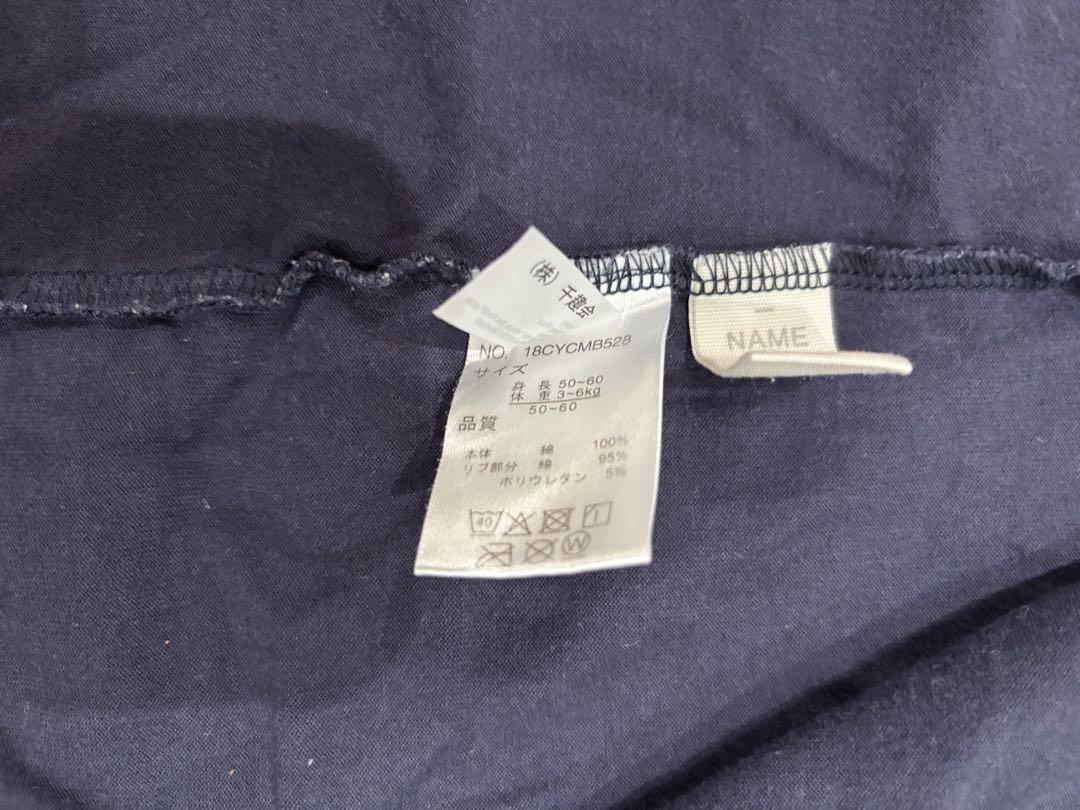 (株) 千趣会
NO. 18CYCMB528
サイズ
身 長 50~60
体 重 3~6kg
50~60
品質
本体 綿 100%
リブ部分 綿 95%
ポリウレタン 5%
40
W
NAME